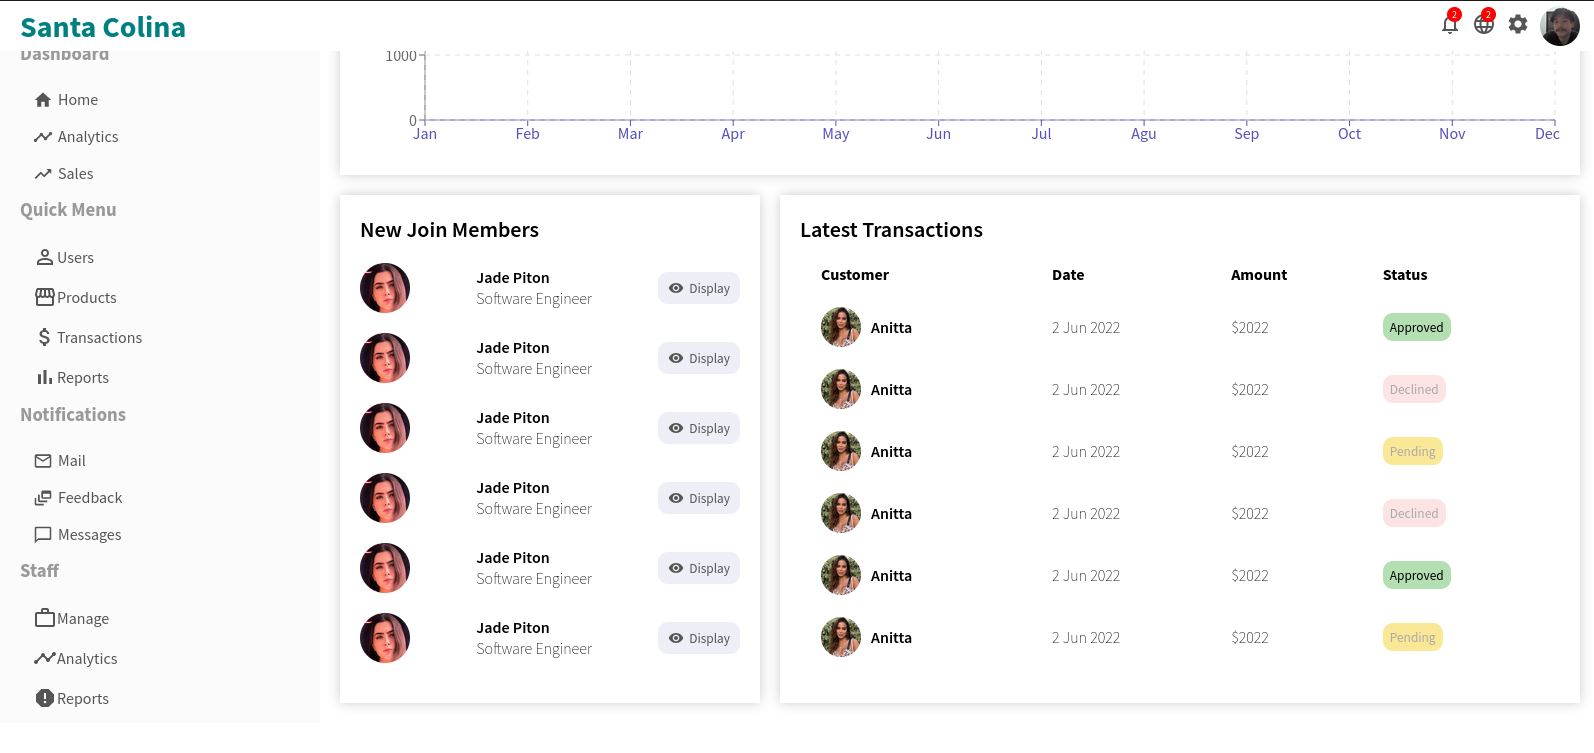 Santa Colina
2
2
Dashboard
Home
Analytics
Sales
Quick Menu
Users
Products
Transactions
Reports
Notifications
Mail
Feedback
Messages
Staff
Manage
Analytics
Reports
1000
0
Jan Feb Mar Apr May Jun Jul Agu Sep Oct Nov Dec
New Join Members
Jade Piton
Software Engineer
Display
Jade Piton
Software Engineer
Display
Jade Piton
Software Engineer
Display
Jade Piton
Software Engineer
Display
Jade Piton
Software Engineer
Display
Jade Piton
Software Engineer
Display
Latest Transactions
Customer Date Amount Status
Anitta 2 Jun 2022 $2022 Approved
Anitta 2 Jun 2022 $2022 Declined
Anitta 2 Jun 2022 $2022 Pending
Anitta 2 Jun 2022 $2022 Declined
Anitta 2 Jun 2022 $2022 Approved
Anitta 2 Jun 2022 $2022 Pending